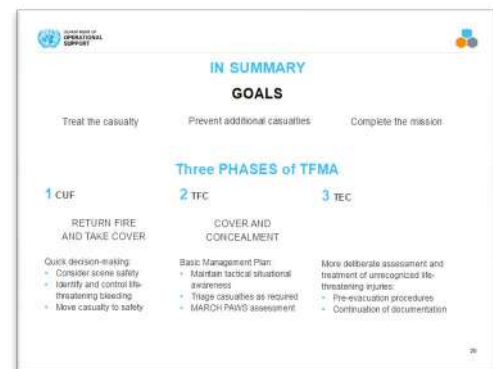 DEPARTMENT OF
OPERATIONAL
SUPPORT
IN SUMMARY
GOALS
Treat the casualty
Prevent additional casualties
Complete the mission
Three PHASES of TFMA
1 CUF
RETURN FIRE
AND TAKE COVER
Quick decision-making:
• Consider scene safety
• Identify and control life-
threatening bleeding
• Move casualty to safety
2 TFC
COVER AND
CONCEALMENT
Basic Management Plan:
• Maintain tactical situational
awareness
• Triage casualties as required
• MARCH PAWS assessment
3 TEC
More deliberate assessment and
treatment of unrecognized life-
threatening injuries:
• Pre-evacuation procedures
• Continuation of documentation